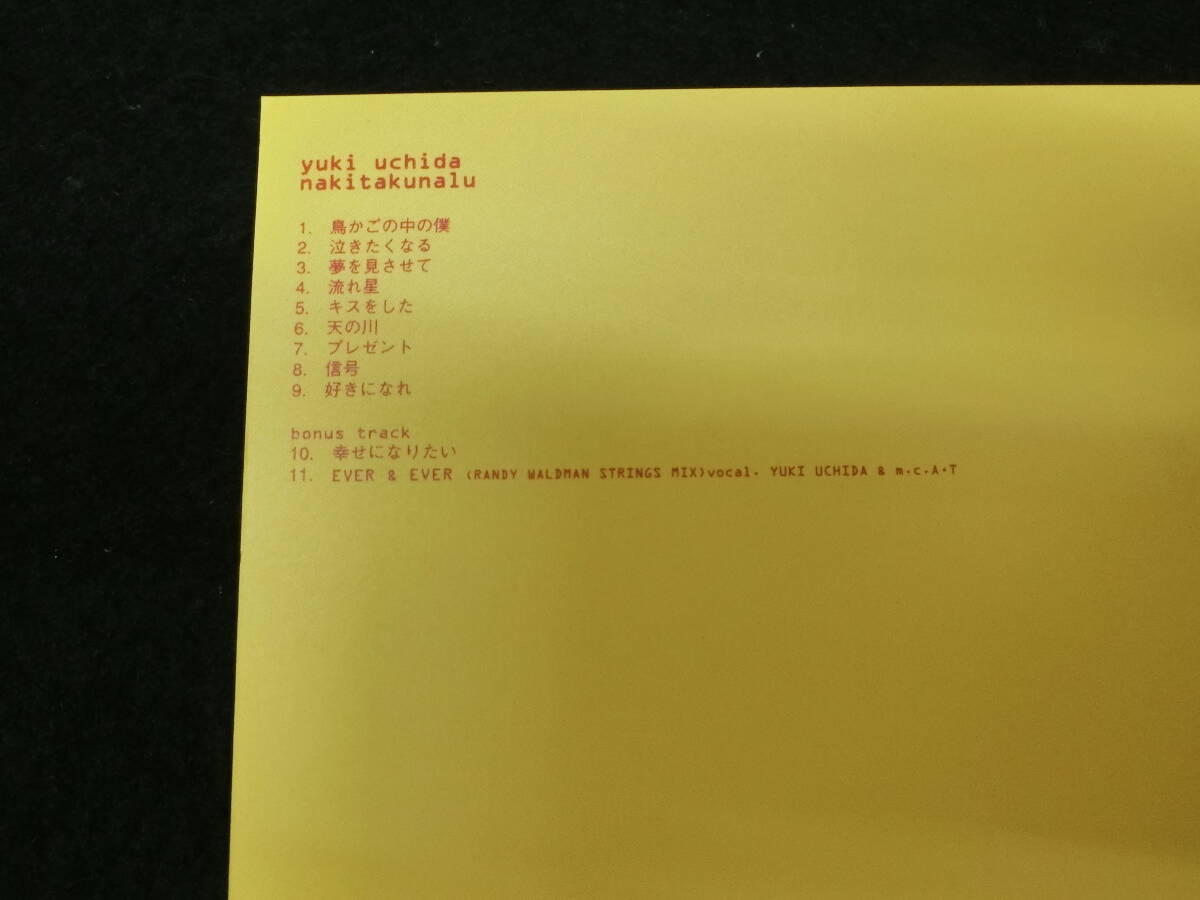 yuki uchida
nakitakunalu
1. 鳥かごの中の僕
2. 泣きたくなる
3. 夢を見させて
4. 流れ星
5. キスをした
6. 天の川
7. プレゼント
8. 信号
9. 好きになれ
bonus track
10. 幸せになりたい
11. EVER & EVER (RANDY WALDMAN STRINGS MIX)vocal. YUKI UCHIDA & m.c.A・T